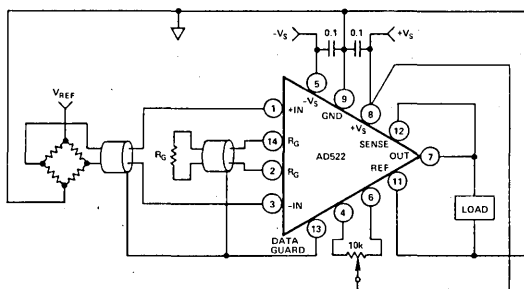 -VS 0.1 0.1 +VS
VREF
5 9 8
-VS GND +VS
1 +IN
SENSE 12
14 RG
RG
AD522
OUT 7
2 RG
REF 11
3 -IN
LOAD
4 6
DATA GUARD 13
10k